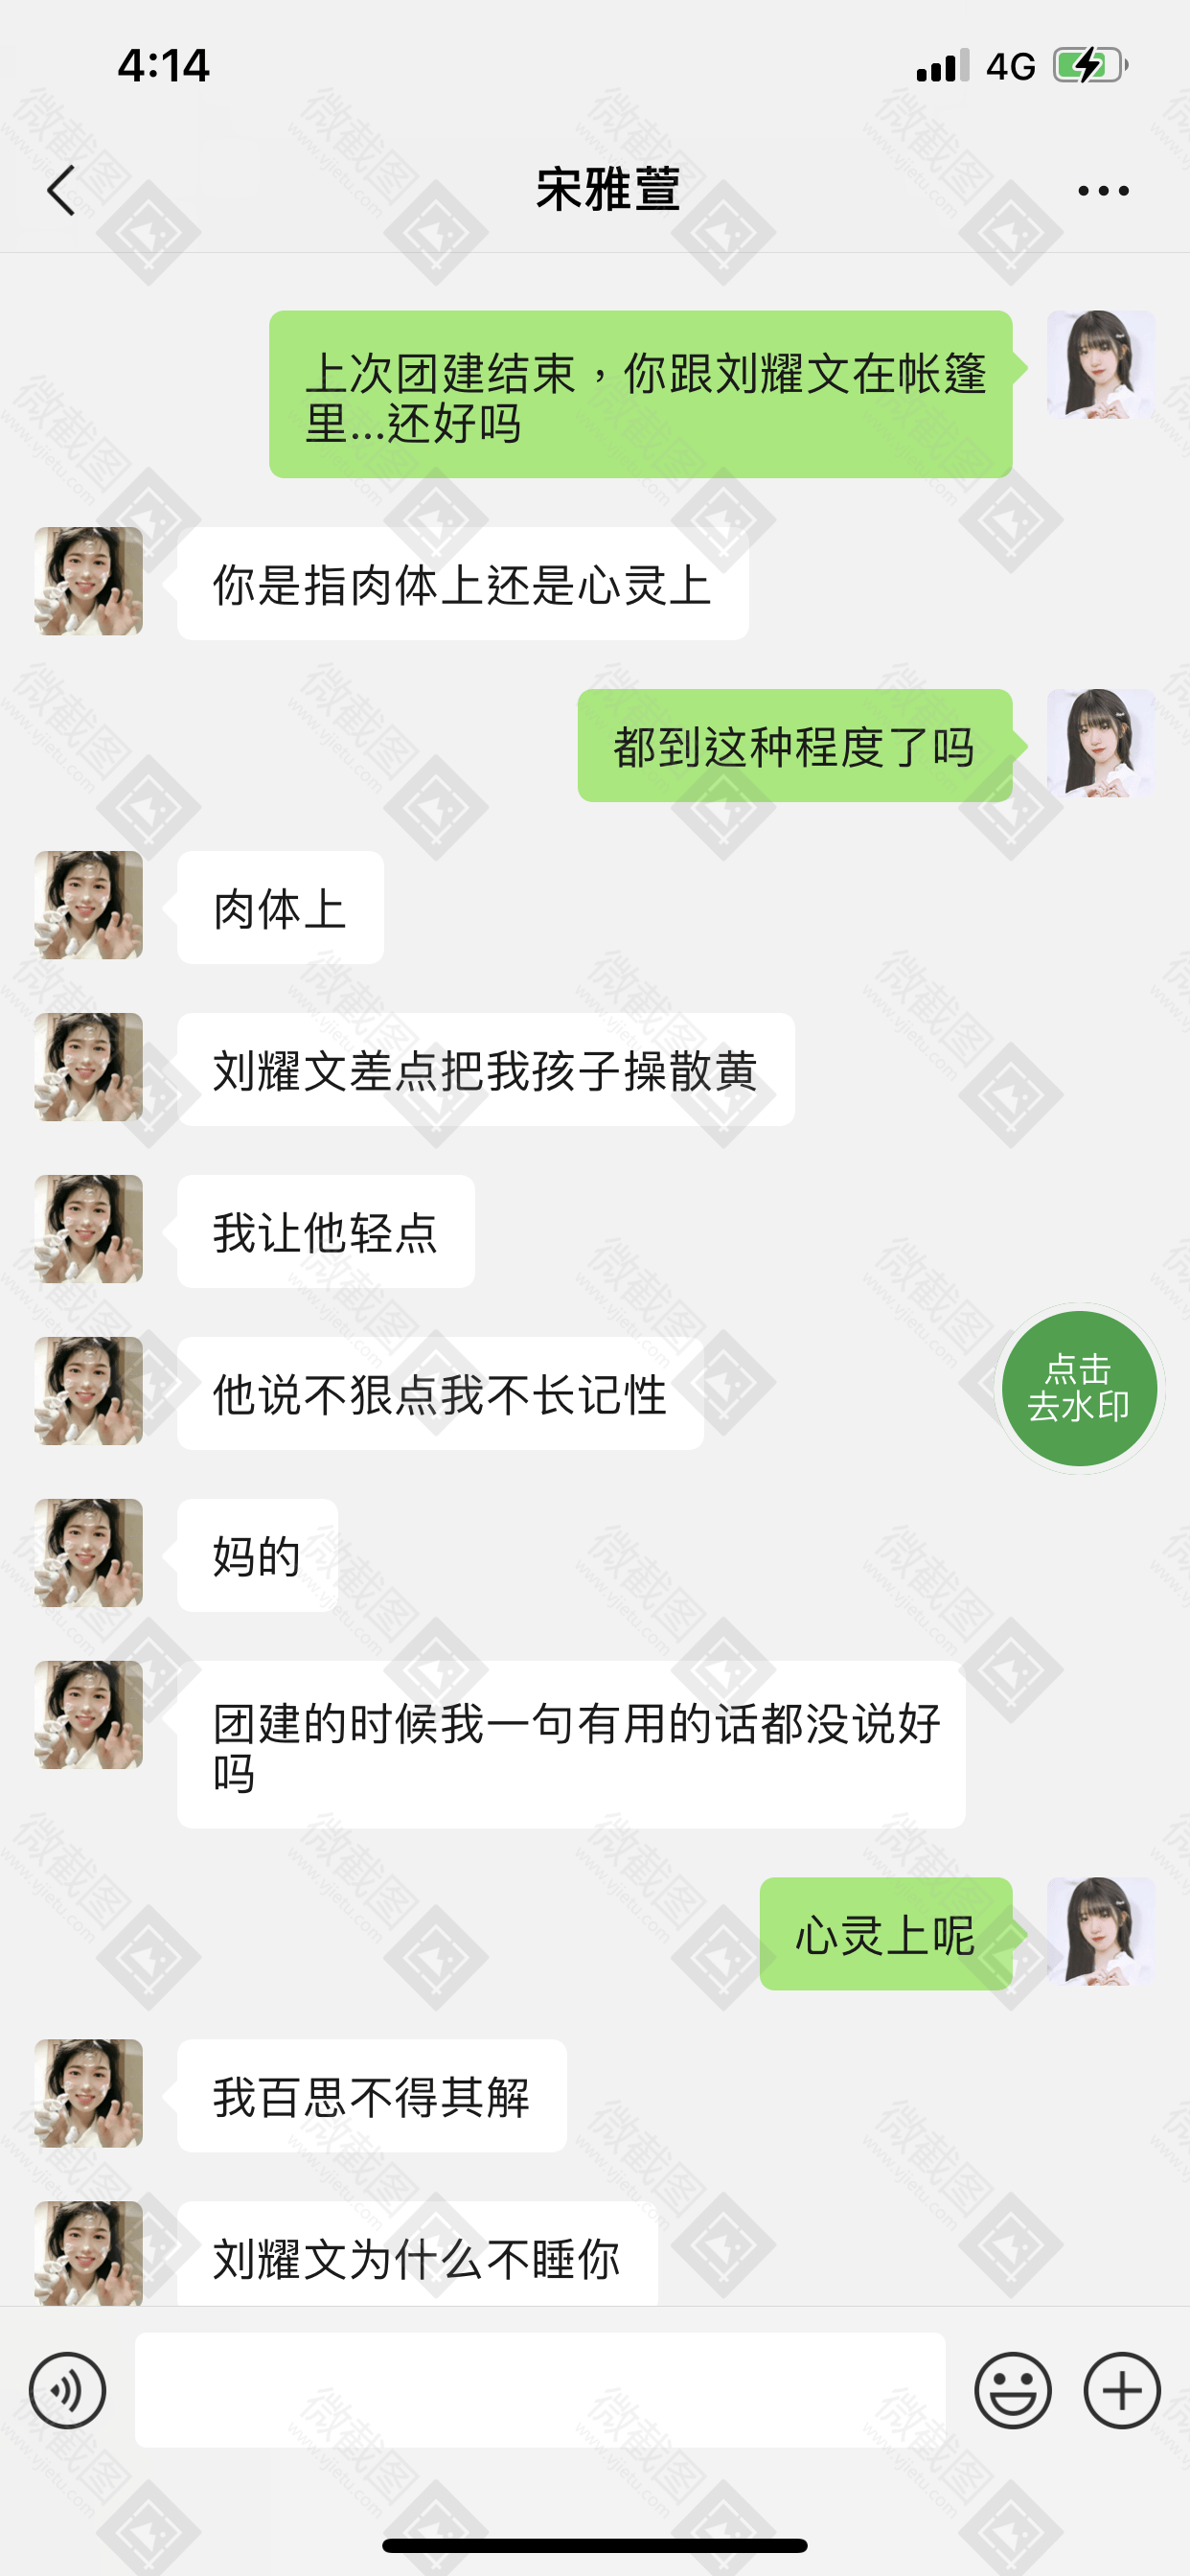 4:14
4G
宋雅萱
上次团建结束，你跟刘耀文在帐篷
里...还好吗
你是指肉体上还是心灵上
都到这种程度了吗
肉体上
刘耀文差点把我孩子操散黄
我让他轻点
他说不狠点我不长记性
点击
去水印
妈的
团建的时候我一句有用的话都没说好
吗
心灵上呢
我百思不得其解
刘耀文为什么不睡你
微截图
www.vjietu.com